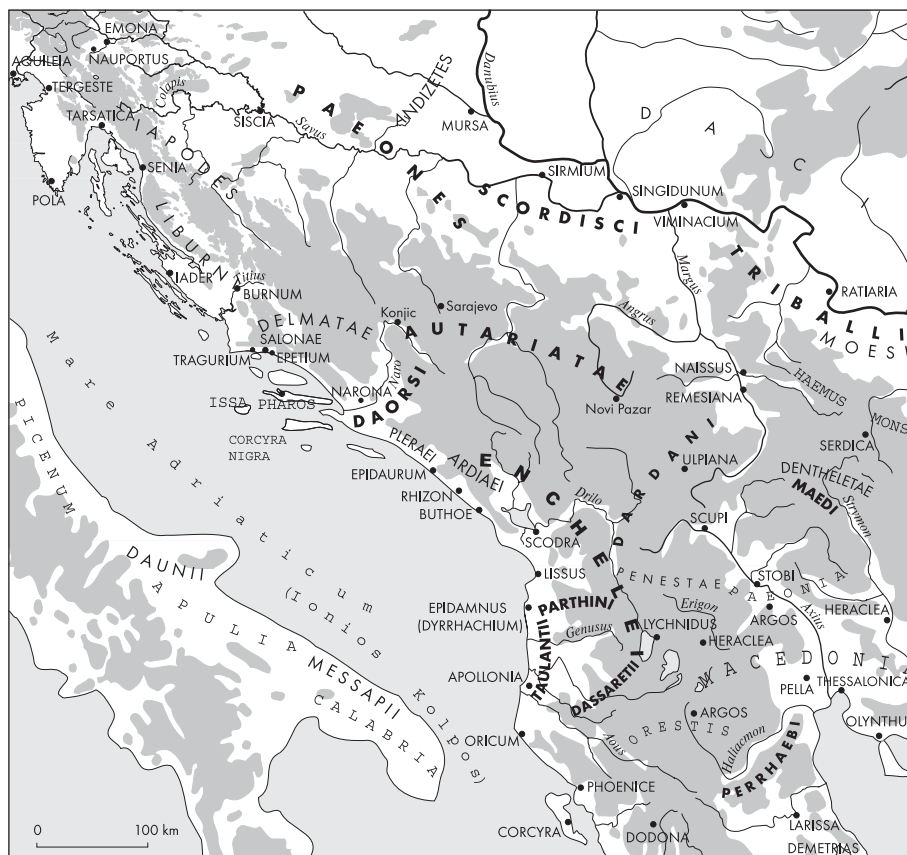 EMONA
AQUILEIA
NAUPORTUS
TERGESTE
Colapis
TARSATICA
SISCIA
Savus
PAEONES
ANDIZETES
Danubius
MURSA
DACI
IAPODES
SENIA
POLA
SIRMIUM
SINGIDUNUM
VIMINACIUM
SCORDISCI
LIBURNI
IADER
Titius
BURNUM
Margus
TRIBALLI
RATIARIA
MOESI
DELMATAE
Konjic
Sarajevo
Angrus
AUTARIATAE
SALONAE
TRAGURIUM
EPETIUM
Naro
NARONA
DAORSI
NAISSUS
REMESIANA
HAEMUS
MONS
Novi Pazar
ISSA
PHAROS
CORCYRA
NIGRA
PLERAEI
ARDIAEI
SERDICA
EPIDAURUM
ENCHELEI
DARDANI
ULPIANA
DENTHELETAE
MAEDI
Strymon
RHIZON
BUTHOE
Drilo
SCUPI
SCODRA
Mare Adriaticum
(Ionios Kolpos)
PICENUM
DAUNII
APULIA
MESSAPII
CALABRIA
LISSUS
PENESTAE
PAEONIA
STOBI
EPIDAMNUS
(DYRRHACHIUM)
PARTHINI
Erigon
ARGOS
Axius
HERACLEA
TAULANTII
Genusus
LYCHNIDUS
HERACLEA
MACEDONIA
APOLLONIA
DASSARETII
PELLA
THESSALONICA
ORICUM
Aous
ORESTIS
ARGOS
Haliacmon
OLYNTHU
PERRHAEBI
PHOENICE
CORCYRA
DODONA
LARISSA
DEMETRIAS
0 100 km